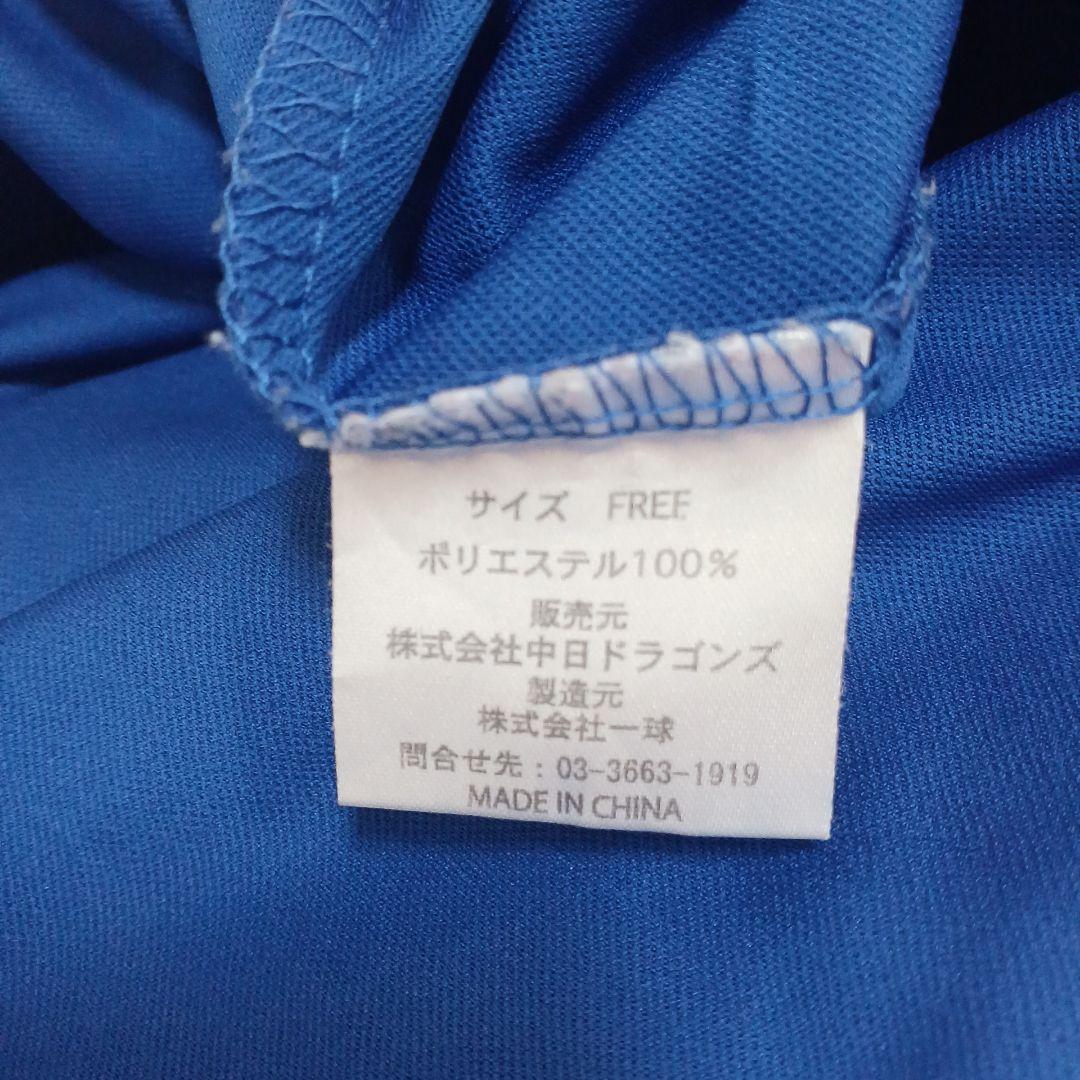 サイズ FREE
ポリエステル100%
販売元
株式会社中日ドラゴンズ
製造元
株式会社一球
問合せ先：03-3663-1919
MADE IN CHINA